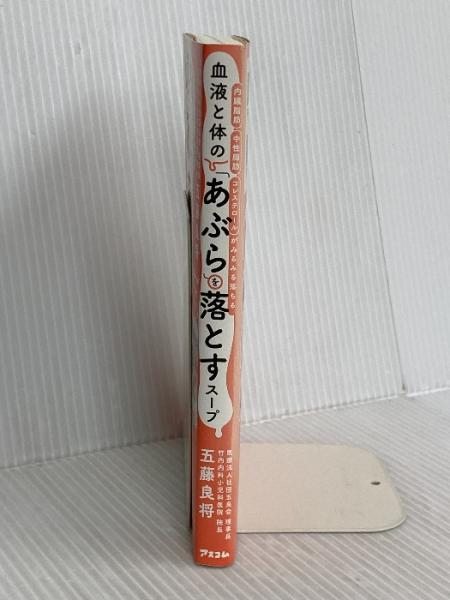 内臓脂肪、中性脂肪、コレステロールがみるみる落ちる
血液と体の
「あぶら」を落とすスープ
医療法人社団五良会 理事長
竹内内科小児科医院 院長
五藤良将
アスコム